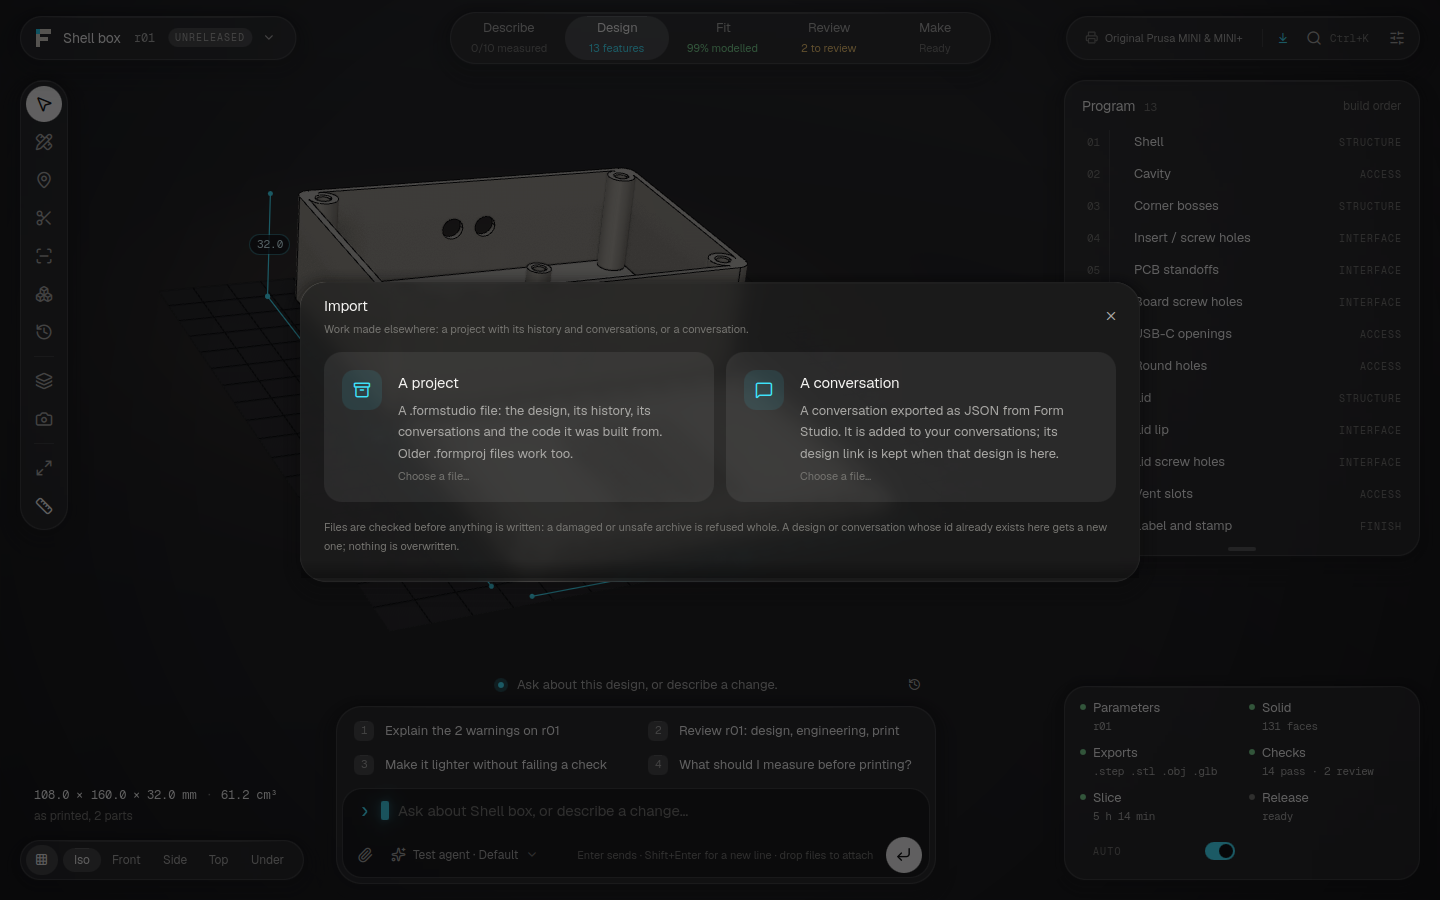 Shell box r01 UNRELEASED
Describe
0/10 measured
Design
13 features
Fit
99% modelled
Review
2 to review
Make
Ready
Original Prusa MINI & MINI+
Ctrl+K
Program 13 build order
01 Shell STRUCTURE
02 Cavity ACCESS
03 Corner bosses STRUCTURE
04 Insert / screw holes INTERFACE
05 PCB standoffs INTERFACE
Board screw holes INTERFACE
USB-C openings ACCESS
Round holes ACCESS
Lid STRUCTURE
Lid lip INTERFACE
Lid screw holes INTERFACE
Vent slots ACCESS
Label and stamp FINISH
32.0
Import
Work made elsewhere: a project with its history and conversations, or a conversation.
A project
A .formstudio file: the design, its history, its
conversations and the code it was built from.
Older .formproj files work too.
Choose a file...
A conversation
A conversation exported as JSON from Form
Studio. It is added to your conversations; its
design link is kept when that design is here.
Choose a file...
Files are checked before anything is written: a damaged or unsafe archive is refused whole. A design or conversation whose id already exists here gets a new
one; nothing is overwritten.
Ask about this design, or describe a change.
1 Explain the 2 warnings on r01
2 Review r01: design, engineering, print
3 Make it lighter without failing a check
4 What should I measure before printing?
Ask about Shell box, or describe a change...
Test agent · Default
Enter sends · Shift+Enter for a new line · drop files to attach
108.0 × 160.0 × 32.0 mm · 61.2 cm³
as printed, 2 parts
Iso Front Side Top Under
Parameters
r01
Solid
131 faces
Exports
.step .stl .obj .glb
Checks
14 pass · 2 review
Slice
5 h 14 min
Release
ready
AUTO